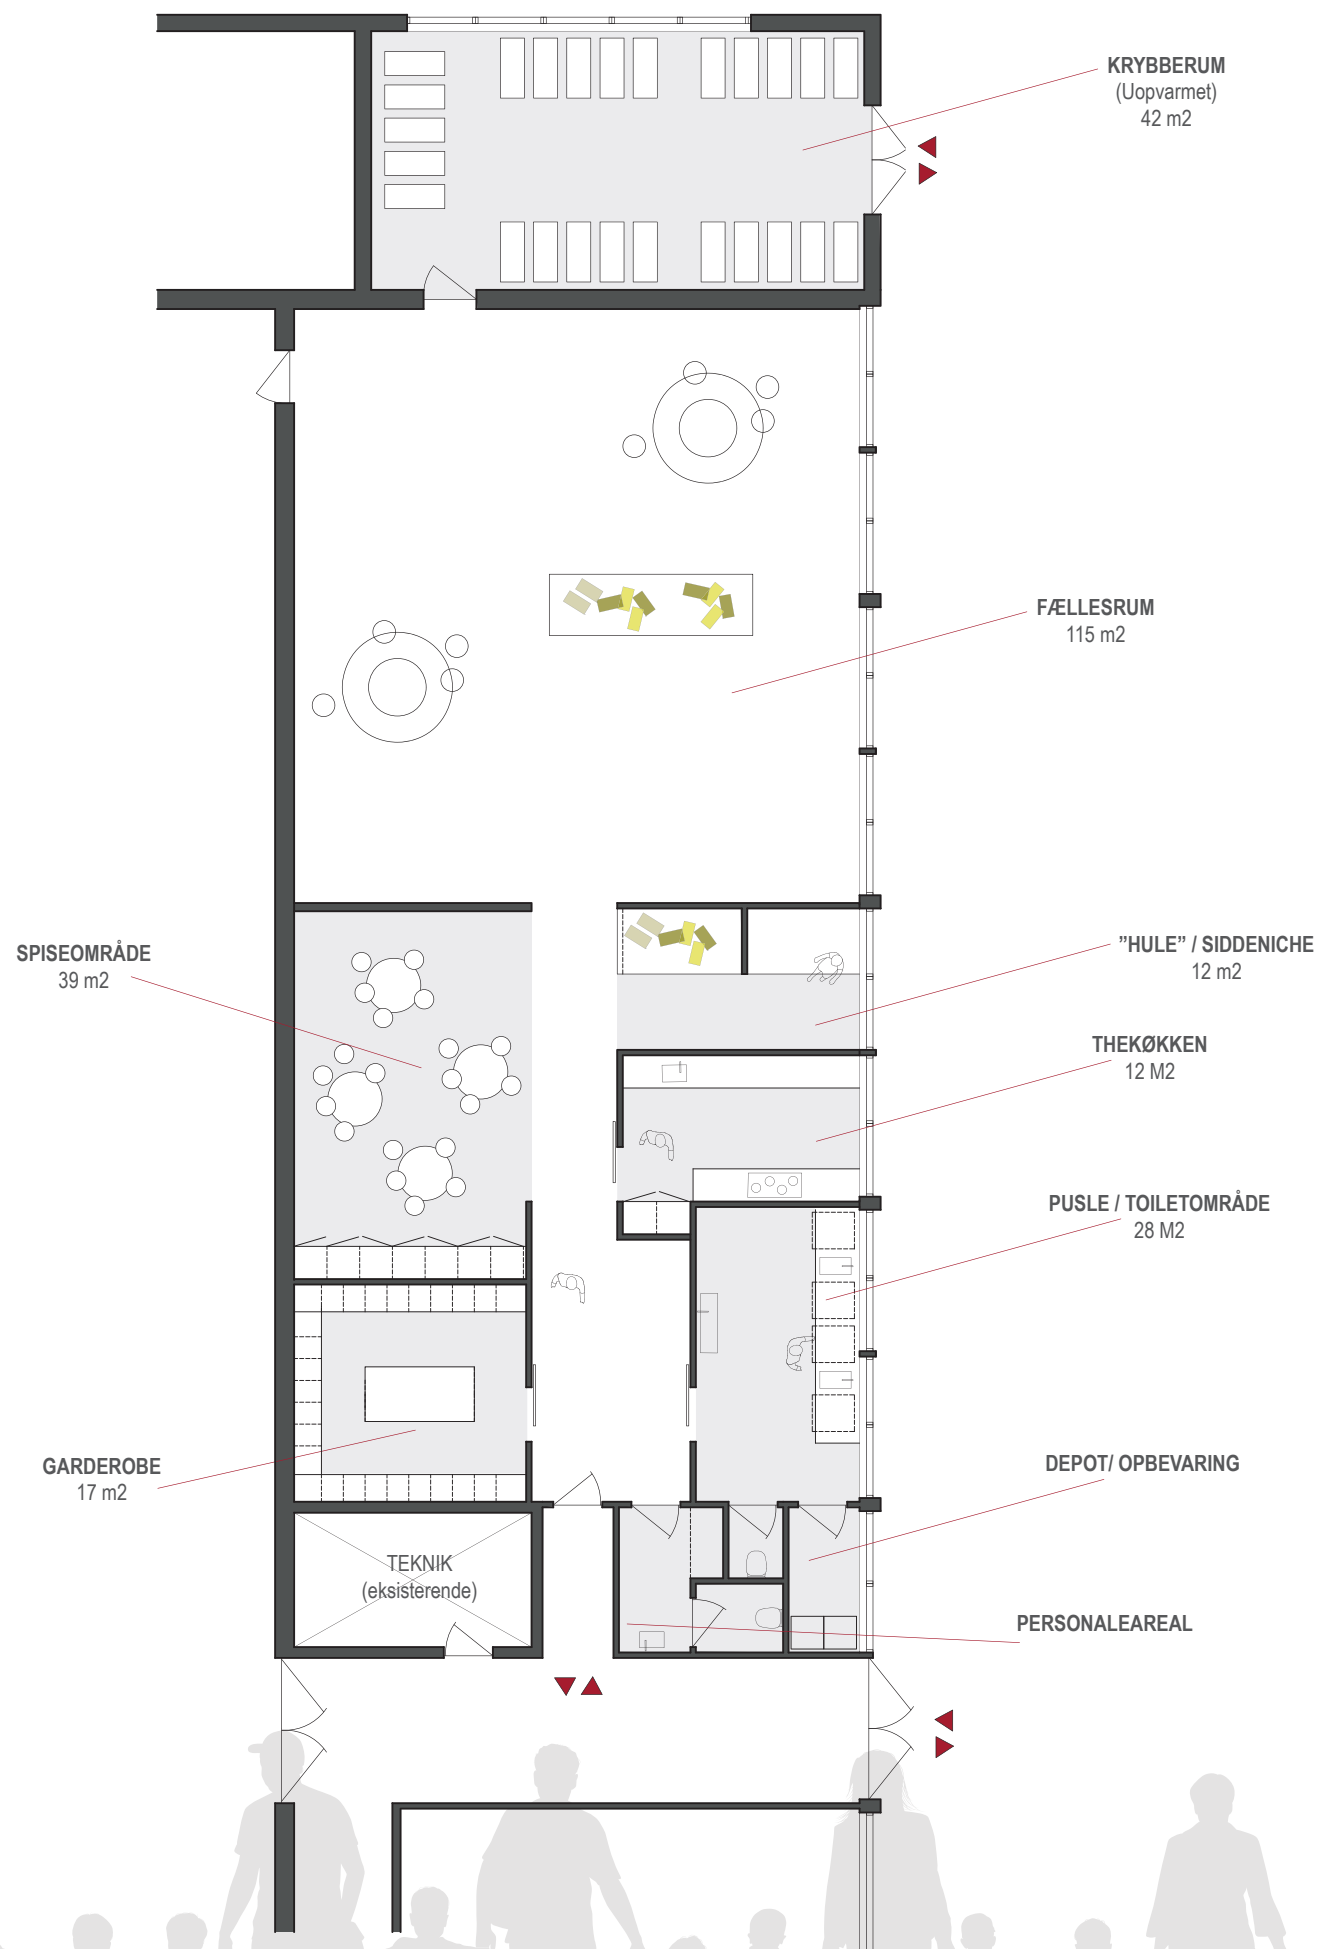 KRYBBERUM
(Uopvarmet)
42 m2
FÆLLESRUM
115 m2
SPISEOMRÅDE
39 m2
”HULE” / SIDDENICHE
12 m2
THEKØKKEN
12 M2
PUSLE / TOILETOMRÅDE
28 M2
GARDEROBE
17 m2
DEPOT/ OPBEVARING
TEKNIK
(eksisterende)
PERSONALEAREAL